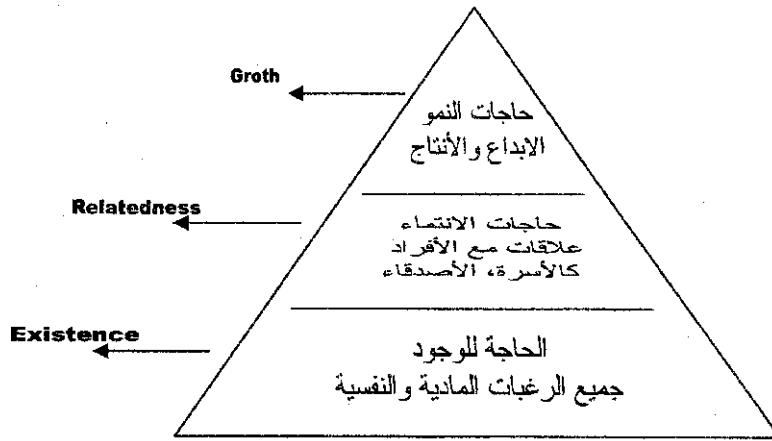 Groth
حاجات النمو
الابداع والأنتاج
Relatedness
حاجات الانتماء
علاقات مع الأفراد
كالأسرة، الأصدقاء
Existence
الحاجة للوجود
جميع الرغبات المادية والنفسية